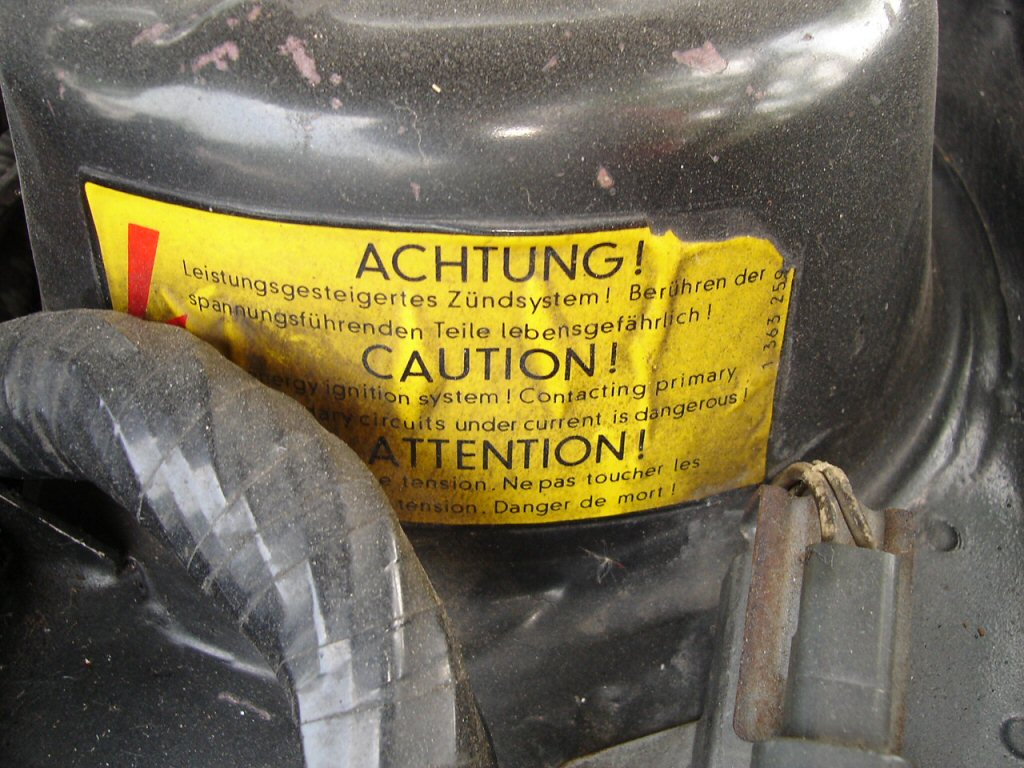 ACHTUNG!
Leistungsgesteigertes Zündsystem! Berühren der
spannungsführenden Teile lebensgefährlich!
CAUTION!
ignition system! Contacting primary
circuits under current is dangerous!
ATTENTION!
tension. Ne pas toucher les
tension. Danger de mort!
1 363 259